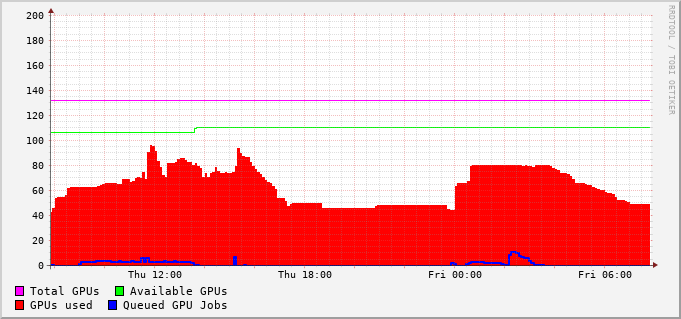 200
180
160
140
120
100
80
60
40
20
0
Thu 12:00 Thu 18:00 Fri 00:00 Fri 06:00
Total GPUs Available GPUs
GPUs used Queued GPU Jobs
RRDTOOL / TOBI OETIKER